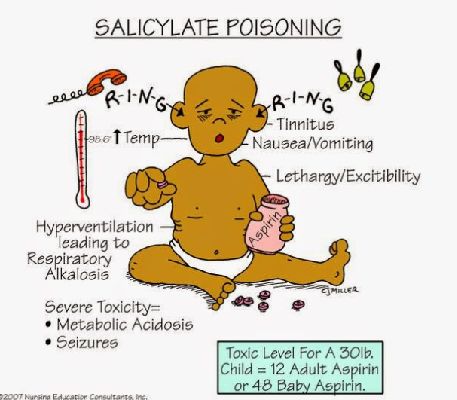 SALICYLATE POISONING
R-I-N-G
R-I-N-G
Tinnitus
98.6° ↑ Temp
Nausea/Vomiting
Lethargy/Excitibility
Aspirin
Hyperventilation
leading to
Respiratory
Alkalosis
CJMILLER
Severe Toxicity=
• Metabolic Acidosis
• Seizures
Toxic Level For A 30lb.
Child = 12 Adult Aspirin
or 48 Baby Aspirin.
©2007 Nursing Education Consultants, Inc.